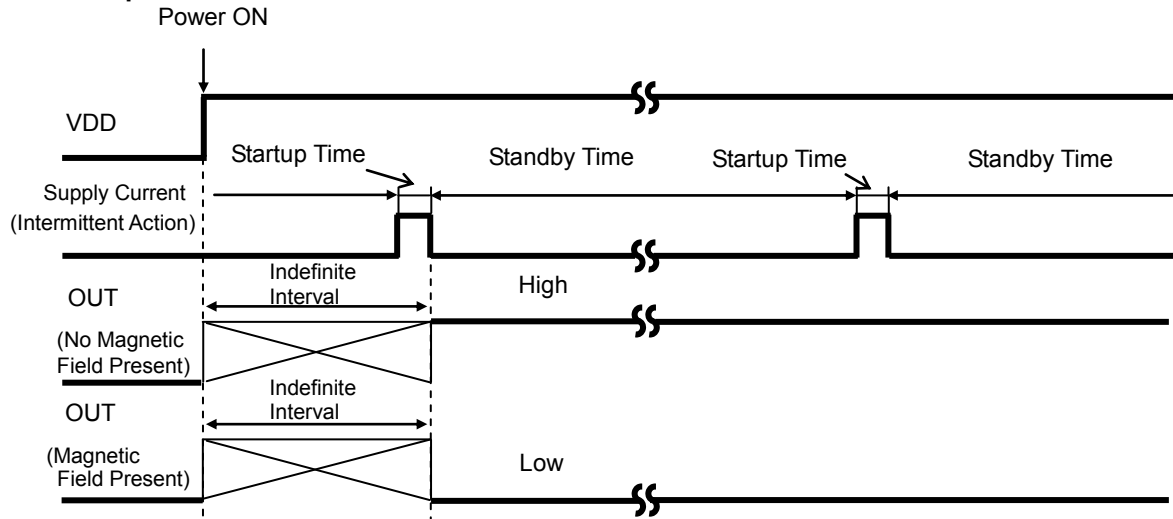 Power ON
VDD
Startup Time
Standby Time
Startup Time
Standby Time
Supply Current
(Intermittent Action)
Indefinite
Interval
High
OUT
(No Magnetic
Field Present)
Indefinite
Interval
OUT
(Magnetic
Field Present)
Low